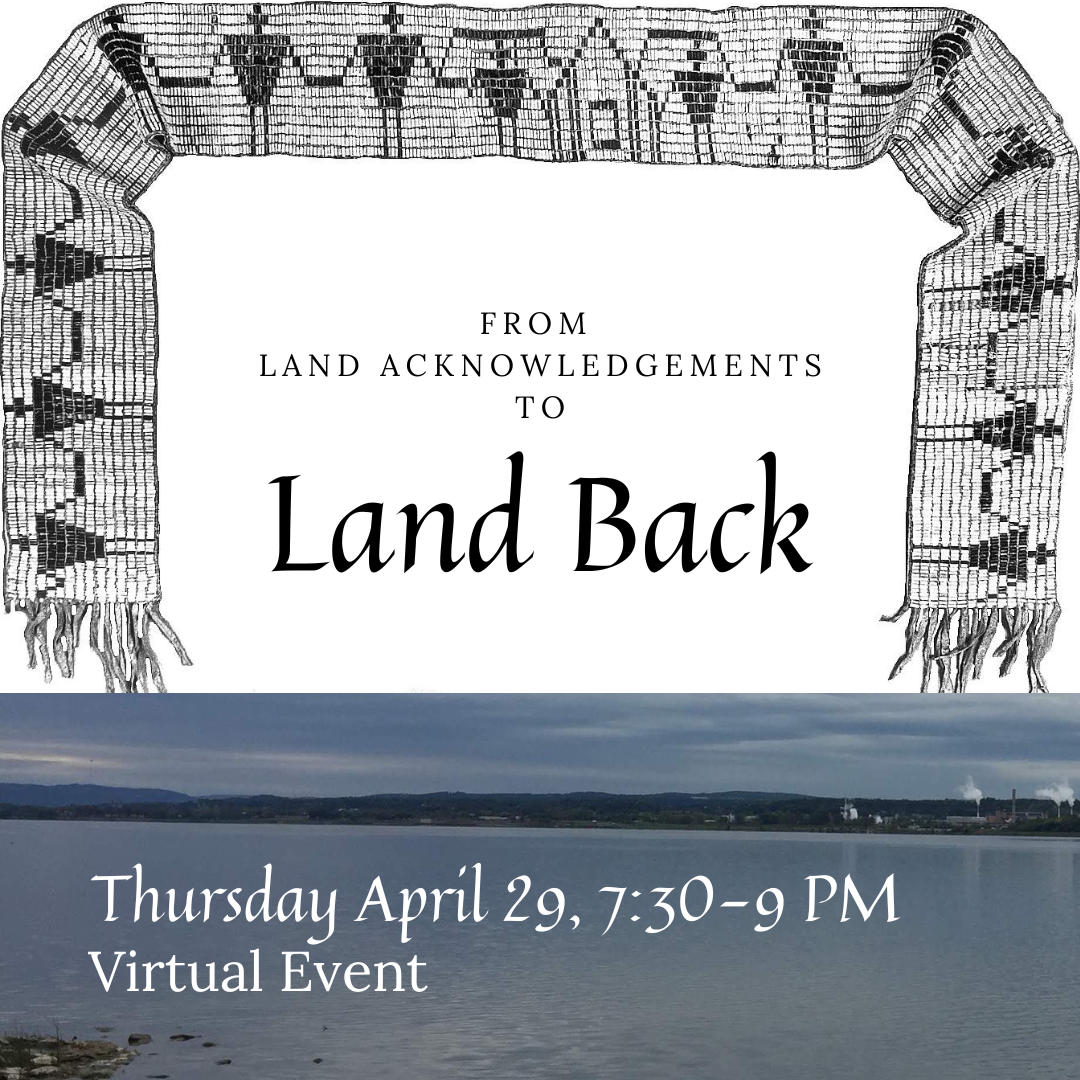 FROM
LAND ACKNOWLEDGEMENTS
TO
Land Back
Thursday April 29, 7:30-9 PM
Virtual Event